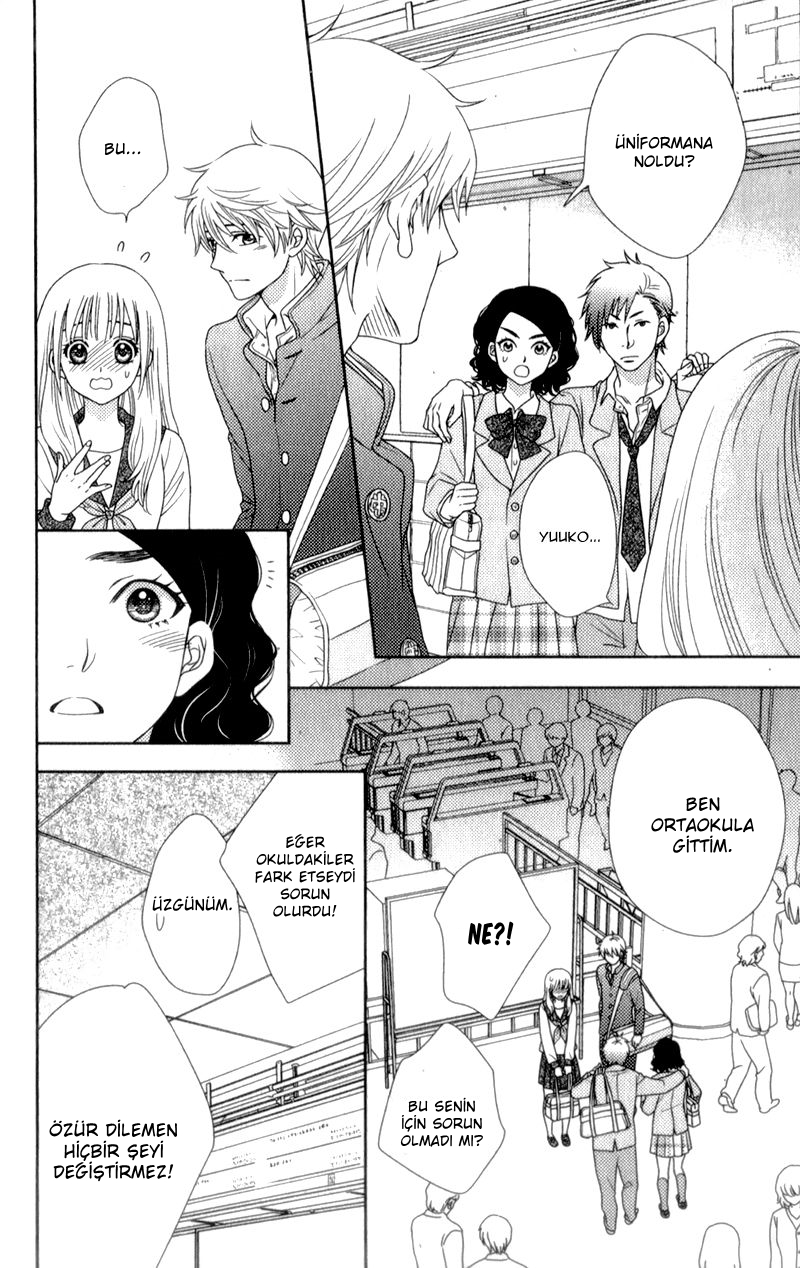 ÜNİFORMANA
NOLDU?
YUUKO...
BU...
BEN
ORTAOKULA
GİTTİM.
NE?!
BU SENİN
İÇİN SORUN
OLMADI MI?
EĞER
OKULDAKİLER
FARK ETSEYDİ
SORUN
OLURDU!
ÜZGÜNÜM.
ÖZÜR DİLEMEN
HİÇBİR ŞEYİ
DEĞİŞTİRMEZ!